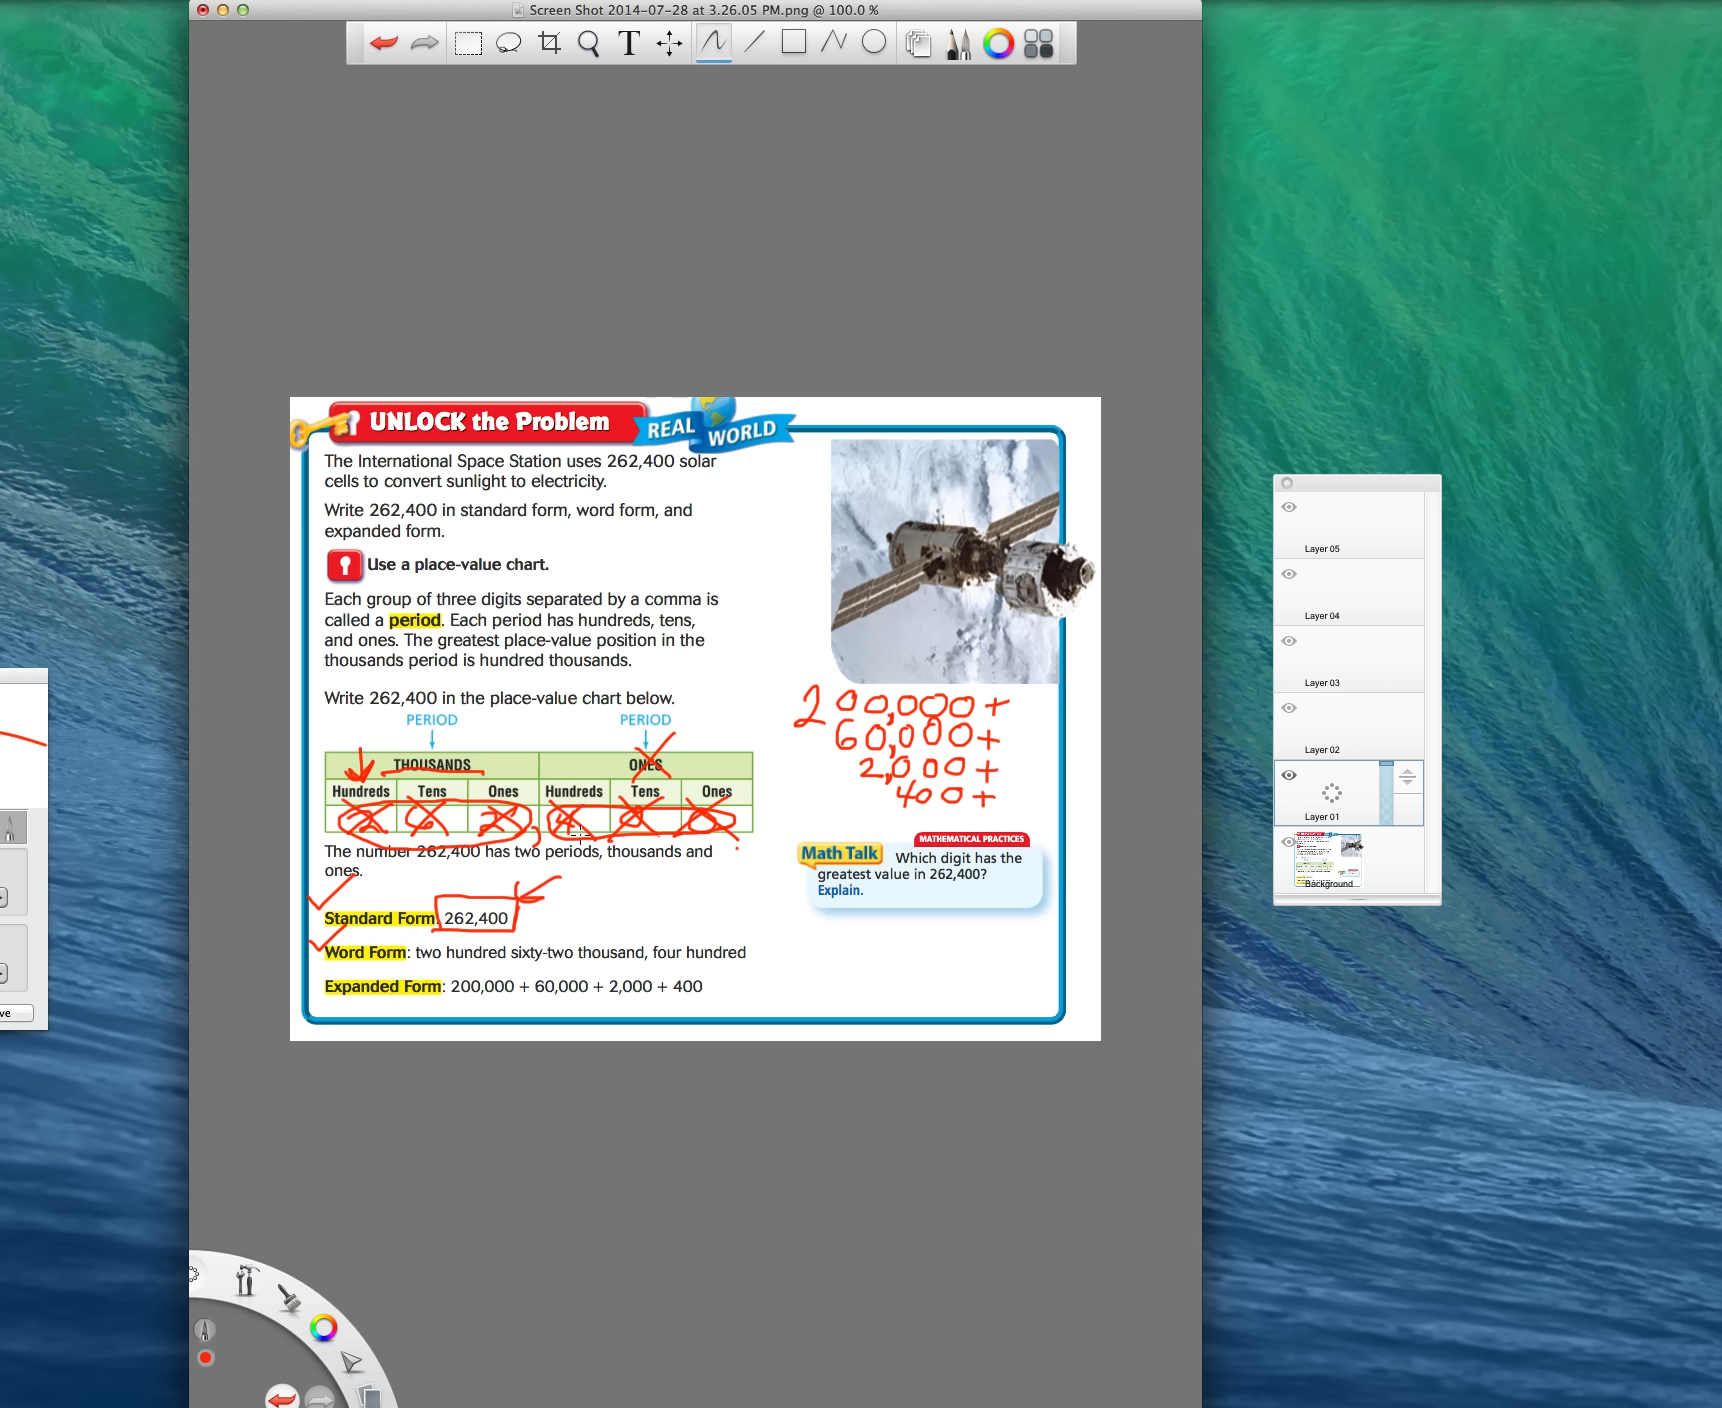 Screen Shot 2014-07-28 at 3.26.05 PM.png @ 100.0 %
T
UNLOCK the Problem
REAL WORLD
The International Space Station uses 262,400 solar
cells to convert sunlight to electricity.
Write 262,400 in standard form, word form, and
expanded form.
Use a place-value chart.
Each group of three digits separated by a comma is
called a period. Each period has hundreds, tens,
and ones. The greatest place-value position in the
thousands period is hundred thousands.
Write 262,400 in the place-value chart below.
PERIOD PERIOD
THOUSANDS ONES
Hundreds Tens Ones Hundreds Tens Ones
2 6 2, 4 0 0
The number 262,400 has two periods, thousands and
ones.
Standard Form: 262,400
Word Form: two hundred sixty-two thousand, four hundred
Expanded Form: 200,000 + 60,000 + 2,000 + 400
200,000+
60,000+
2,000+
400+
MATHEMATICAL PRACTICES
Math Talk Which digit has the
greatest value in 262,400?
Explain.
Layer 05
Layer 04
Layer 03
Layer 02
Layer 01
Background
ve